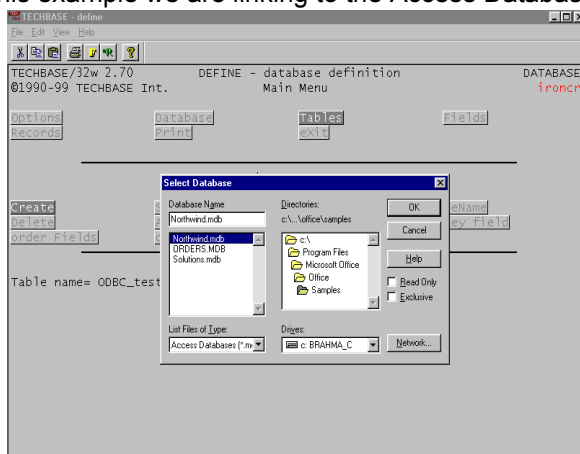 his example we are linking to the Access Databas
TECHBASE - define
File Edit View Help
TECHBASE/32w 2.70 DEFINE - database definition DATABASE
©1990-99 TECHBASE Int. Main Menu ironcr
Options Database Tables Fields
Records Print eXit
Select Database
Database Name
Northwind.mdb
Northwind.mdb
ORDERS.MDB
Solutions.mdb
List Files of Type:
Access Databases (*.m
Directories:
c:\...\office\samples
c:\
Program Files
Microsoft Office
Office
Samples
Drives:
c: BRAHMA_C
OK
Cancel
Help
Read Only
Exclusive
Network...
Create eName
Delete ey field
order Fields
Table name= ODBC_test